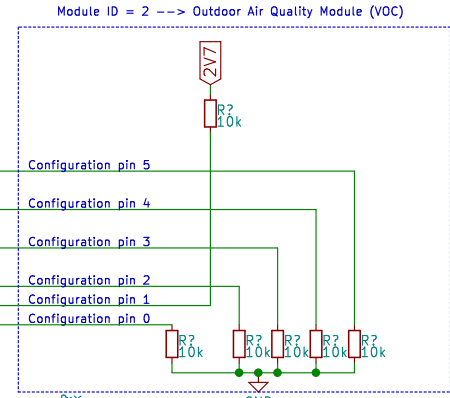 Module ID = 2 --> Outdoor Air Quality Module (VOC)
2V7
R?
10k
Configuration pin 5
Configuration pin 4
Configuration pin 3
Configuration pin 2
Configuration pin 1
Configuration pin 0
R? R? R? R? R?
10k 10k 10k 10k 10k